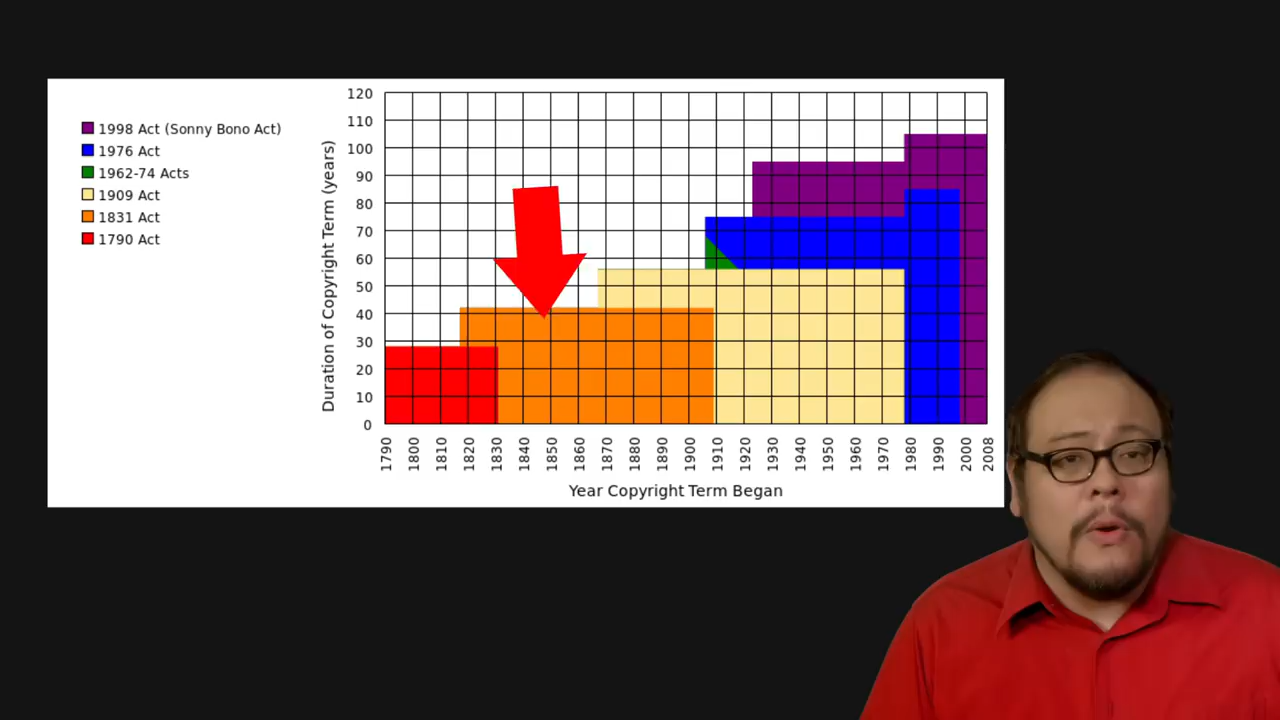 1998 Act (Sonny Bono Act)
1976 Act
1962-74 Acts
1909 Act
1831 Act
1790 Act
Duration of Copyright Term (years)
120
110
100
90
80
70
60
50
40
30
20
10
0
1790 1800 1810 1820 1830 1840 1850 1860 1870 1880 1890 1900 1910 1920 1930 1940 1950 1960 1970 1980 1990 2000 2008
Year Copyright Term Began